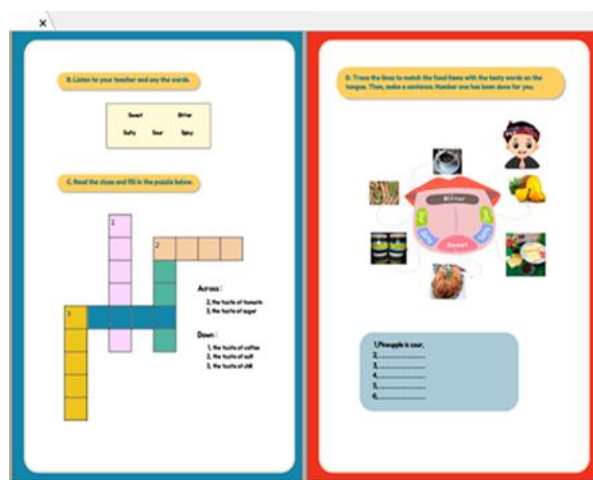 B. Listen to your teacher and say the words.
Sweet Bitter
Salty Sour Spicy
C. Read the clues and fill in the puzzle below.
1
2
3
Across :
2, the taste of tomato
3, the taste of sugar
Down :
1, the taste of coffee
2, the taste of salt
3, the taste of chili
D. Trace the lines to match the food items with the tasty words on the
tongue. Then, make a sentence. Number one has been done for you.
Bitter
Sweet
1,Pineapple is sour,
2,
3,
4,
5,
6,